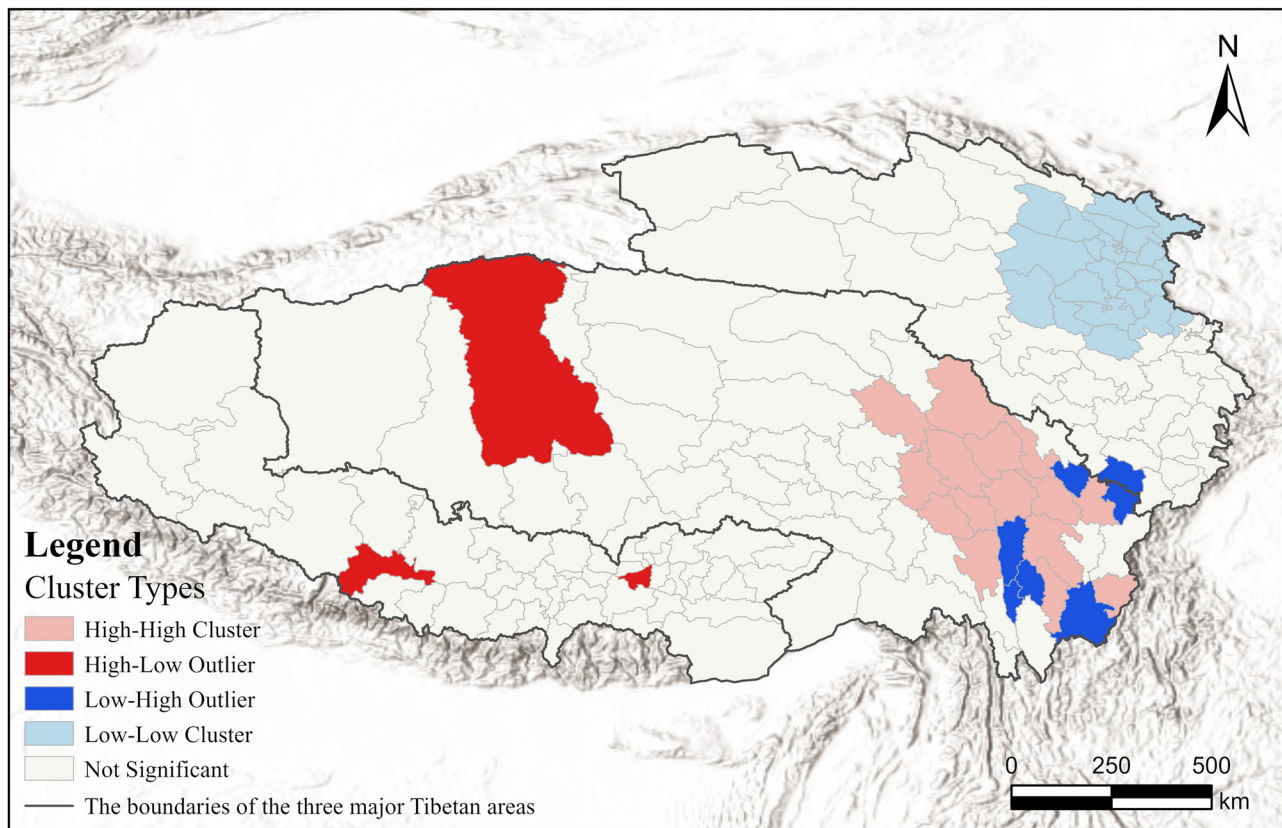 N
Legend
Cluster Types
High-High Cluster
High-Low Outlier
Low-High Outlier
Low-Low Cluster
Not Significant
The boundaries of the three major Tibetan areas
0 250 500
km